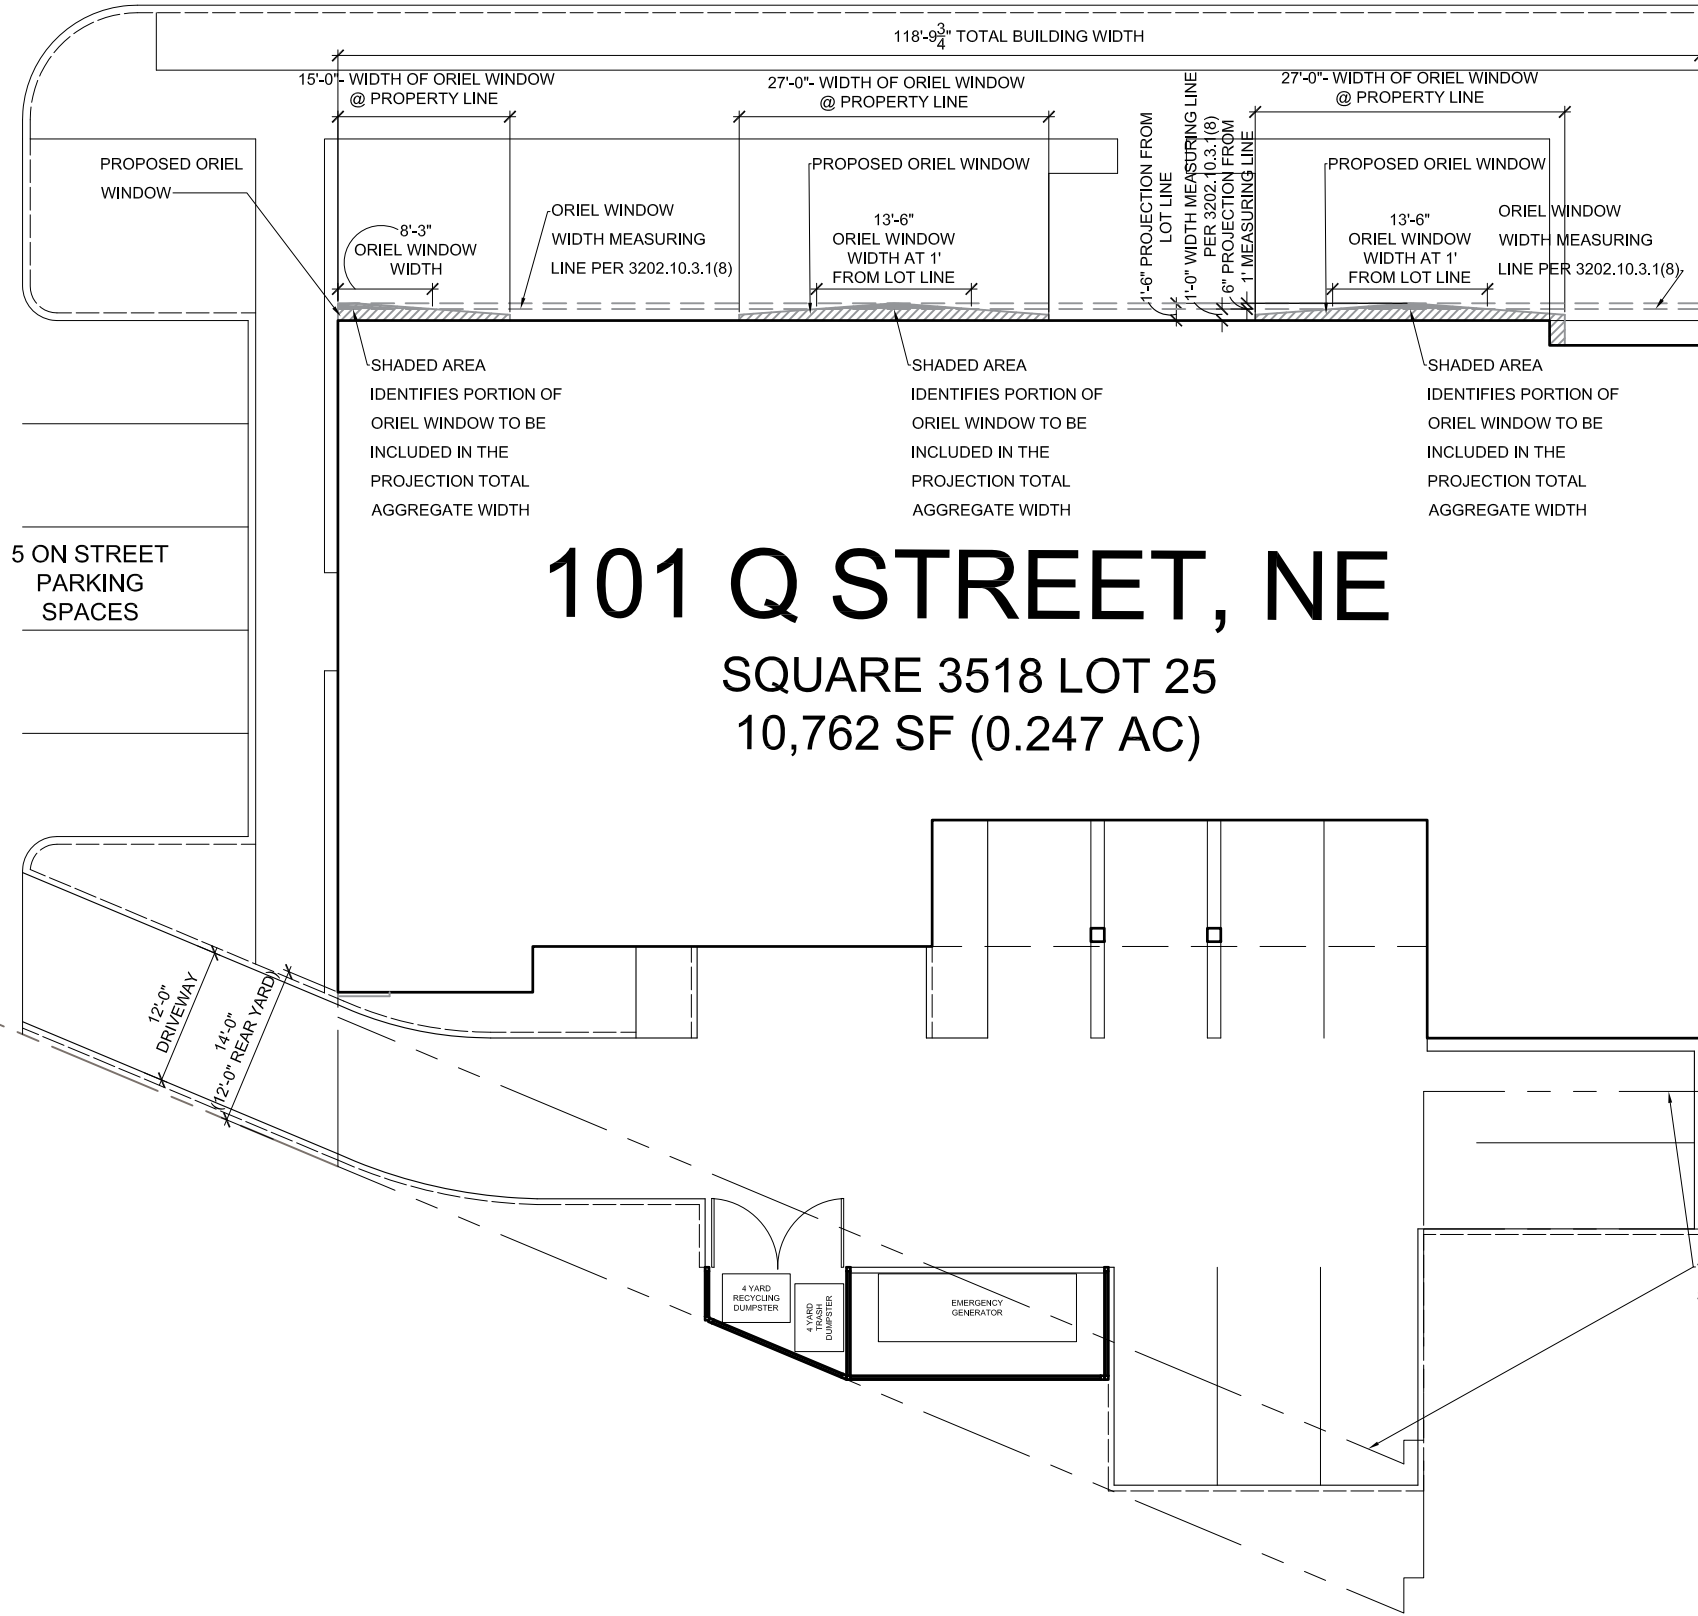 118'-9 3/4" TOTAL BUILDING WIDTH
15'-0"- WIDTH OF ORIEL WINDOW
@ PROPERTY LINE
27'-0"- WIDTH OF ORIEL WINDOW
@ PROPERTY LINE
27'-0"- WIDTH OF ORIEL WINDOW
@ PROPERTY LINE
PROPOSED ORIEL
WINDOW
8'-3"
ORIEL WINDOW
WIDTH
ORIEL WINDOW
WIDTH MEASURING
LINE PER 3202.10.3.1(8)
PROPOSED ORIEL WINDOW
13'-6"
ORIEL WINDOW
WIDTH AT 1'
FROM LOT LINE
1'-6" PROJECTION FROM
LOT LINE
1'-0" WIDTH MEASURING LINE
PER 3202.10.3.1(8)
6" PROJECTION FROM
1' MEASURING LINE
PROPOSED ORIEL WINDOW
13'-6"
ORIEL WINDOW
WIDTH AT 1'
FROM LOT LINE
ORIEL WINDOW
WIDTH MEASURING
LINE PER 3202.10.3.1(8)
SHADED AREA
IDENTIFIES PORTION OF
ORIEL WINDOW TO BE
INCLUDED IN THE
PROJECTION TOTAL
AGGREGATE WIDTH
SHADED AREA
IDENTIFIES PORTION OF
ORIEL WINDOW TO BE
INCLUDED IN THE
PROJECTION TOTAL
AGGREGATE WIDTH
SHADED AREA
IDENTIFIES PORTION OF
ORIEL WINDOW TO BE
INCLUDED IN THE
PROJECTION TOTAL
AGGREGATE WIDTH
5 ON STREET
PARKING
SPACES
101 Q STREET, NE
SQUARE 3518 LOT 25
10,762 SF (0.247 AC)
12'-0"
DRIVEWAY
14'-0"
(12'-0" REAR YARD)
4 YARD
RECYCLING
DUMPSTER
4 YARD
TRASH
DUMPSTER
EMERGENCY
GENERATOR